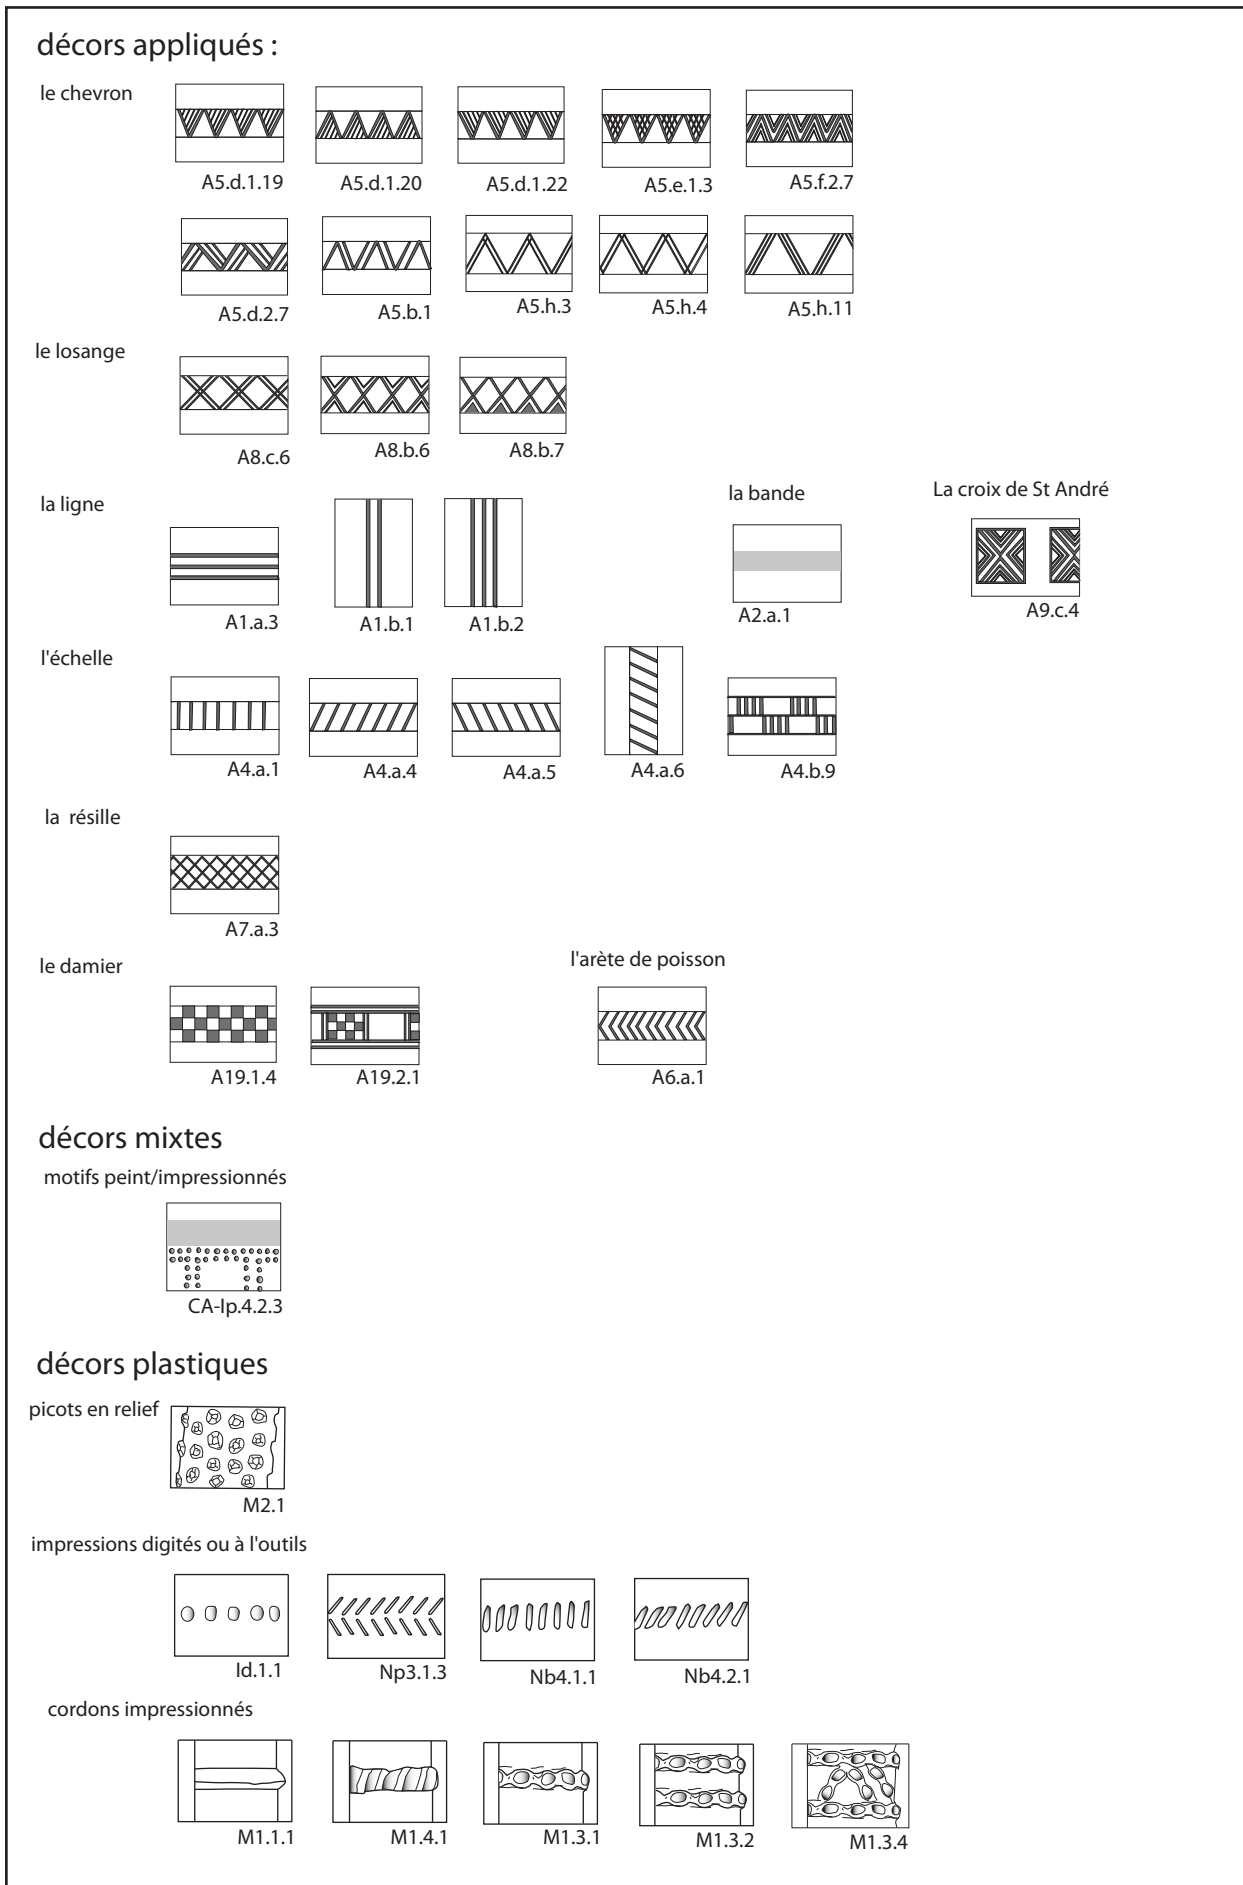 décors appliqués :
le chevron
A5.d.1.19 A5.d.1.20 A5.d.1.22 A5.e.1.3 A5.f.2.7
A5.d.2.7 A5.b.1 A5.h.3 A5.h.4 A5.h.11
le losange
A8.c.6 A8.b.6 A8.b.7
la ligne
A1.a.3 A1.b.1 A1.b.2
la bande
A2.a.1
La croix de St André
A9.c.4
l'échelle
A4.a.1 A4.a.4 A4.a.5 A4.a.6 A4.b.9
la résille
A7.a.3
le damier
A19.1.4 A19.2.1
l'arète de poisson
A6.a.1
décors mixtes
motifs peint/impressionnés
CA-Ip.4.2.3
décors plastiques
picots en relief
M2.1
impressions digités ou à l'outils
Id.1.1 Np3.1.3 Nb4.1.1 Nb4.2.1
cordons impressionnés
M1.1.1 M1.4.1 M1.3.1 M1.3.2 M1.3.4